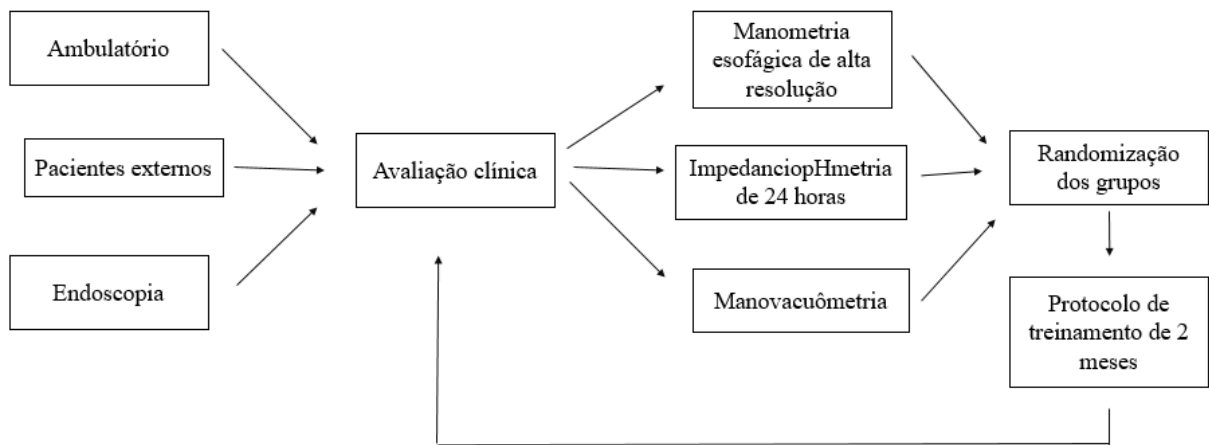 Ambulatório
Pacientes externos
Endoscopia
Avaliação clínica
Manometria
esofágica de alta
resolução
ImpedanciopHmetria
de 24 horas
Manovacuômetria
Randomização
dos grupos
Protocolo de
treinamento de 2
meses